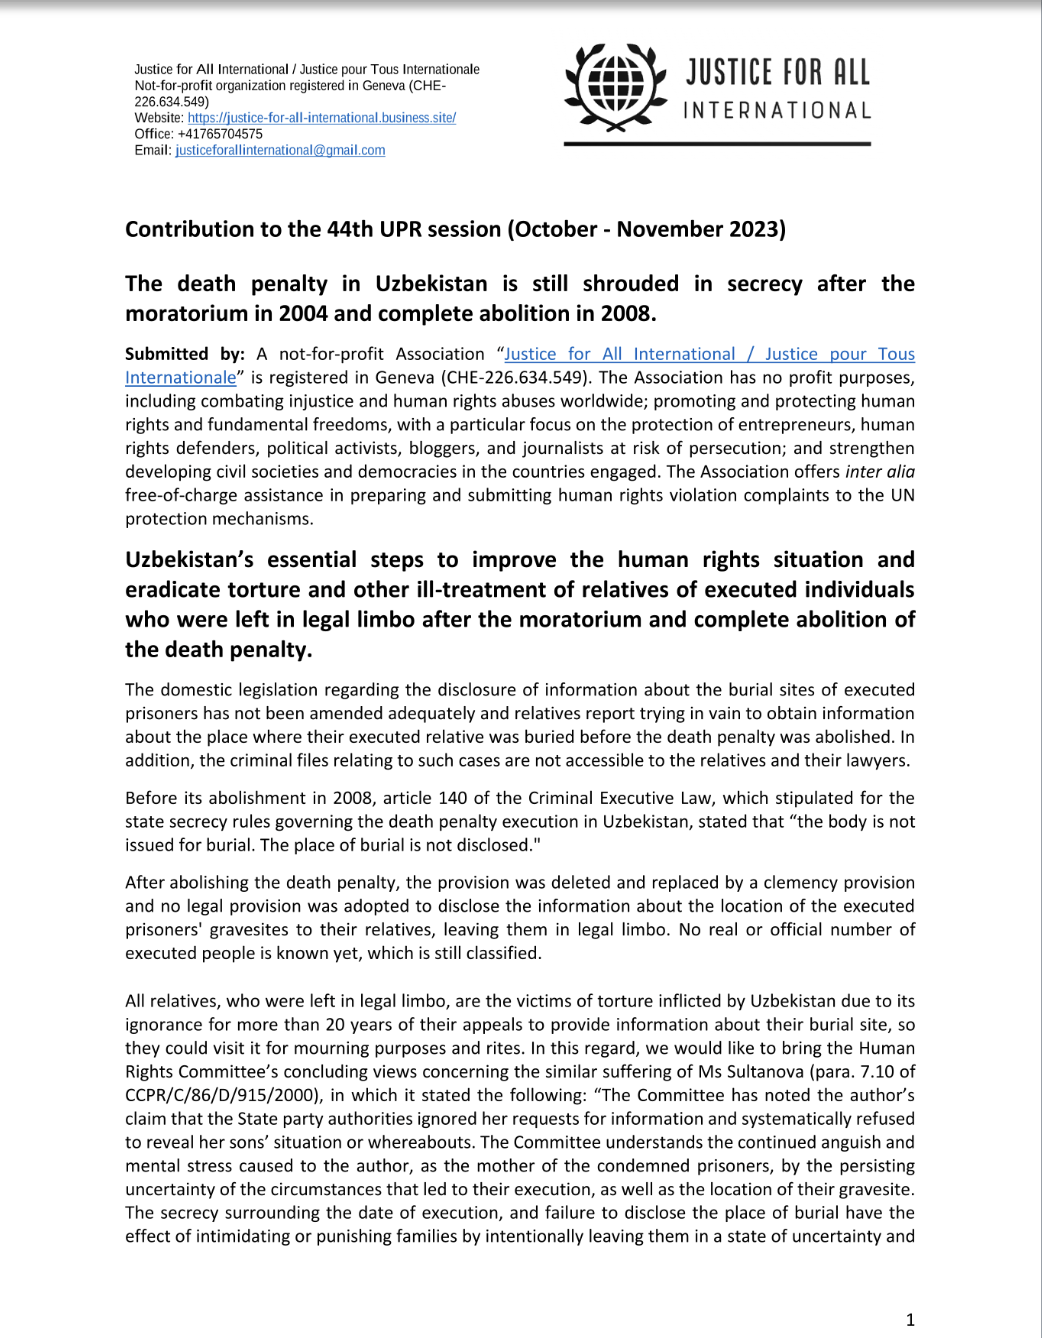 Justice for All International / Justice pour Tous Internationale
Not-for-profit organization registered in Geneva (CHE-
226.634.549)
Website: https://justice-for-all-international.business.site/
Office: +41765704575
Email: justiceforallinternational@gmail.com
JUSTICE FOR ALL
INTERNATIONAL
Contribution to the 44th UPR session (October - November 2023)
The death penalty in Uzbekistan is still shrouded in secrecy after the
moratorium in 2004 and complete abolition in 2008.
Submitted by: A not-for-profit Association “Justice for All International / Justice pour Tous
Internationale” is registered in Geneva (CHE-226.634.549). The Association has no profit purposes,
including combating injustice and human rights abuses worldwide; promoting and protecting human
rights and fundamental freedoms, with a particular focus on the protection of entrepreneurs, human
rights defenders, political activists, bloggers, and journalists at risk of persecution; and strengthen
developing civil societies and democracies in the countries engaged. The Association offers inter alia
free-of-charge assistance in preparing and submitting human rights violation complaints to the UN
protection mechanisms.
Uzbekistan’s essential steps to improve the human rights situation and
eradicate torture and other ill-treatment of relatives of executed individuals
who were left in legal limbo after the moratorium and complete abolition of
the death penalty.
The domestic legislation regarding the disclosure of information about the burial sites of executed
prisoners has not been amended adequately and relatives report trying in vain to obtain information
about the place where their executed relative was buried before the death penalty was abolished. In
addition, the criminal files relating to such cases are not accessible to the relatives and their lawyers.
Before its abolishment in 2008, article 140 of the Criminal Executive Law, which stipulated for the
state secrecy rules governing the death penalty execution in Uzbekistan, stated that “the body is not
issued for burial. The place of burial is not disclosed."
After abolishing the death penalty, the provision was deleted and replaced by a clemency provision
and no legal provision was adopted to disclose the information about the location of the executed
prisoners' gravesites to their relatives, leaving them in legal limbo. No real or official number of
executed people is known yet, which is still classified.
All relatives, who were left in legal limbo, are the victims of torture inflicted by Uzbekistan due to its
ignorance for more than 20 years of their appeals to provide information about their burial site, so
they could visit it for mourning purposes and rites. In this regard, we would like to bring the Human
Rights Committee’s concluding views concerning the similar suffering of Ms Sultanova (para. 7.10 of
CCPR/C/86/D/915/2000), in which it stated the following: “The Committee has noted the author’s
claim that the State party authorities ignored her requests for information and systematically refused
to reveal her sons’ situation or whereabouts. The Committee understands the continued anguish and
mental stress caused to the author, as the mother of the condemned prisoners, by the persisting
uncertainty of the circumstances that led to their execution, as well as the location of their gravesite.
The secrecy surrounding the date of execution, and failure to disclose the place of burial have the
effect of intimidating or punishing families by intentionally leaving them in a state of uncertainty and
1